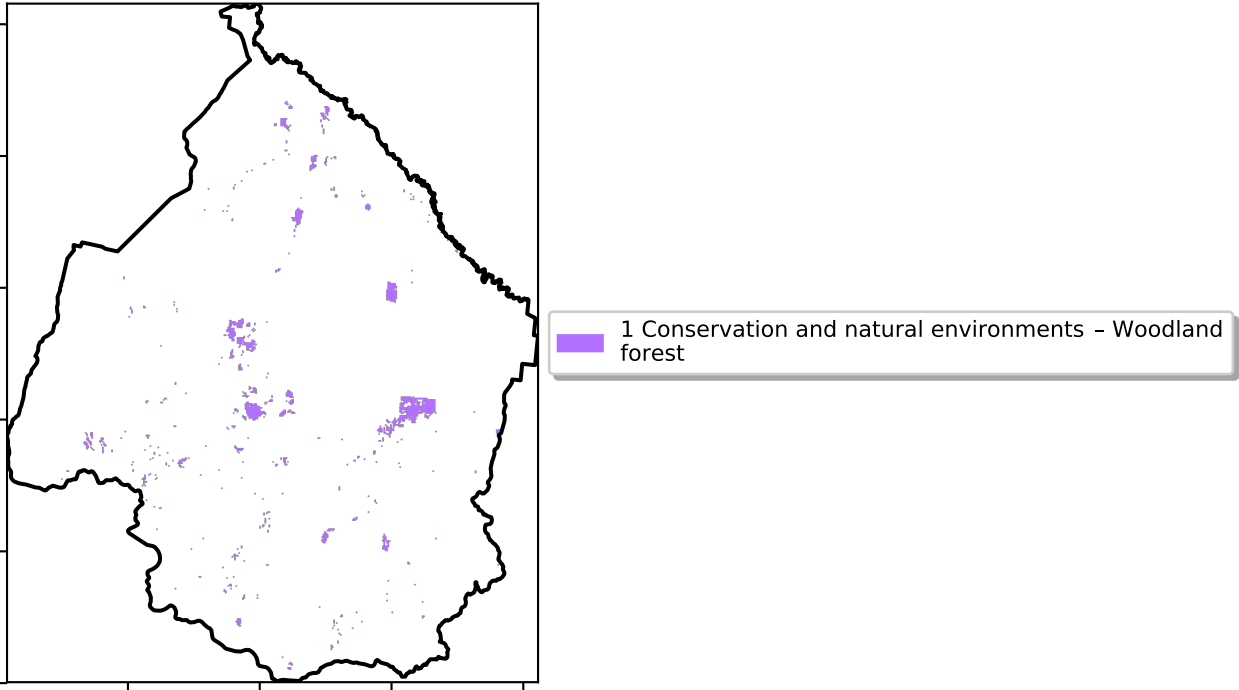 1 Conservation and natural environments – Woodland
forest